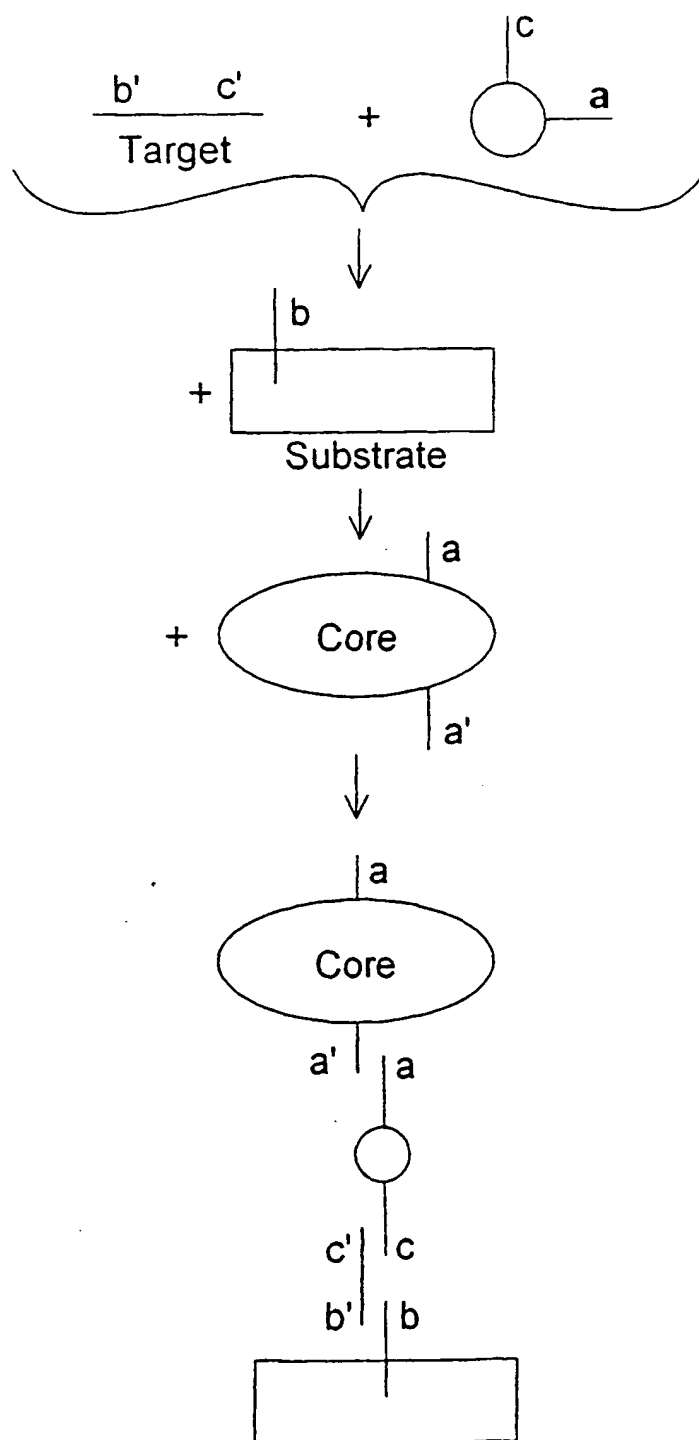 c
b' c' + a
Target
b
+
Substrate
a
+ Core
a'
a
Core
a' a
c' c
b' b